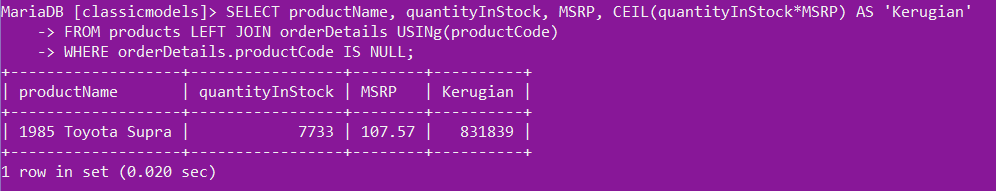 MariaDB [classicmodels]> SELECT productName, quantityInStock, MSRP, CEIL(quantityInStock*MSRP) AS 'Kerugian'
    -> FROM products LEFT JOIN orderDetails USINg(productCode)
    -> WHERE orderDetails.productCode IS NULL;
+-------------------+-----------------+--------+----------+
| productName       | quantityInStock | MSRP   | Kerugian |
+-------------------+-----------------+--------+----------+
| 1985 Toyota Supra |            7733 | 107.57 |   831839 |
+-------------------+-----------------+--------+----------+
1 row in set (0.020 sec)